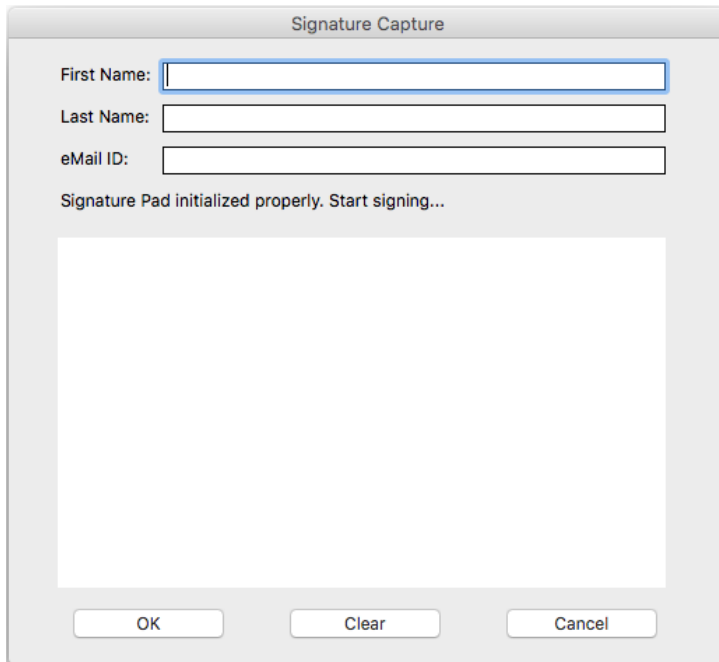 Signature Capture
First Name:
Last Name:
eMail ID:
Signature Pad initialized properly. Start signing...
OK Clear Cancel